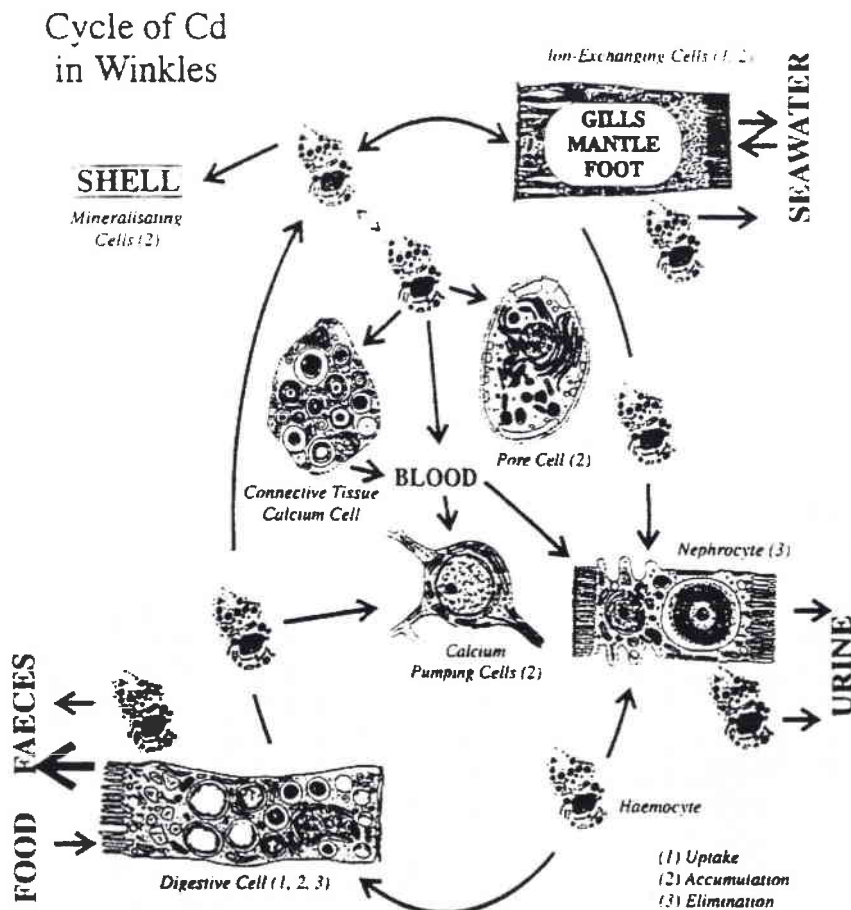 Cycle of Cd
in Winkles
Ion-Exchanging Cells (1, 2)
GILLS
MANTLE
FOOT
SEAWATER
SHELL
Mineralisating
Cells (2)
Pore Cell (2)
BLOOD
Connective Tissue
Calcium Cell
Nephrocyte (3)
Calcium
Pumping Cells (2)
URINE
FAECES
FOOD
Haemocyte
Digestive Cell (1, 2, 3)
(1) Uptake
(2) Accumulation
(3) Elimination